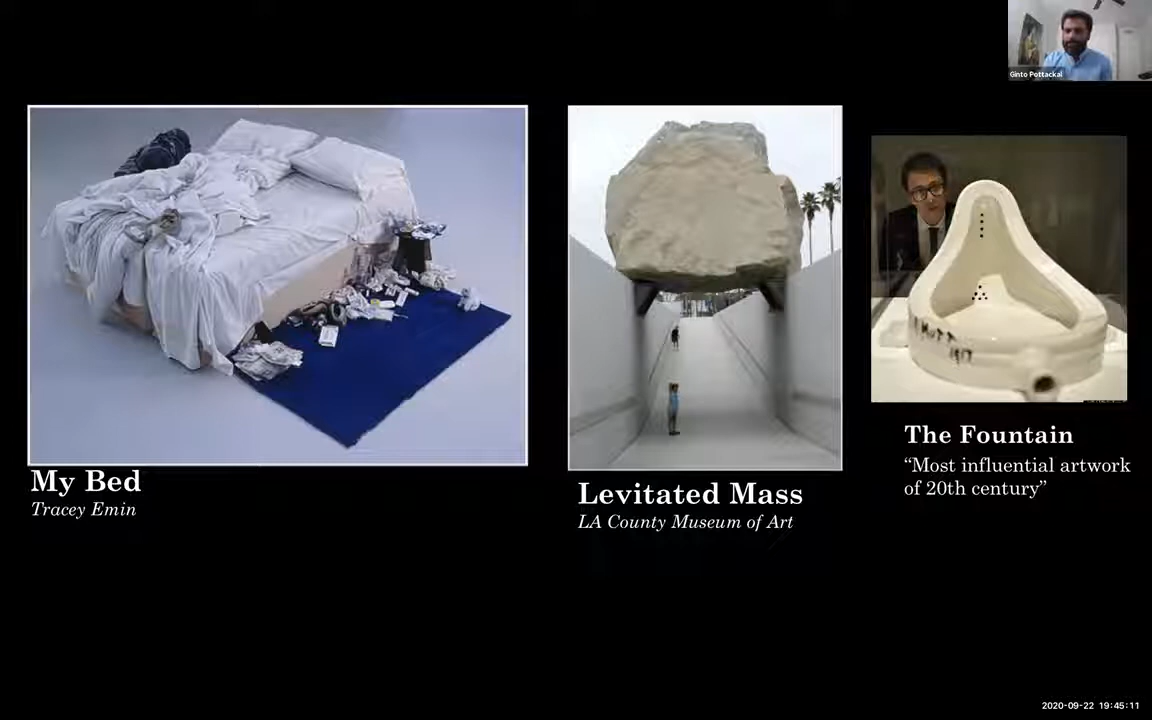 Ginto Pottackal
My Bed
Tracey Emin
Levitated Mass
LA County Museum of Art
The Fountain
“Most influential artwork
of 20th century”
2020-09-22 19:45:11